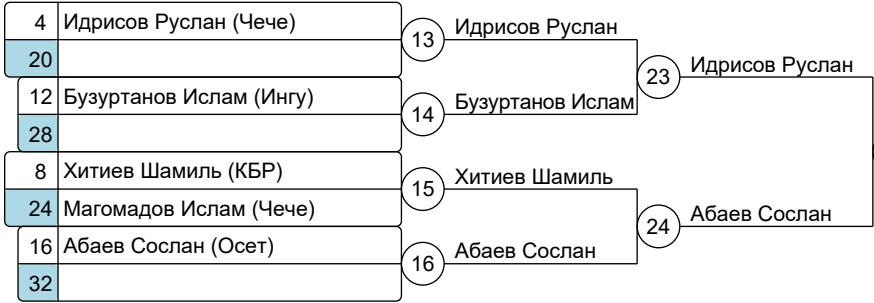 4 Идрисов Руслан (Чече)
20
13
Идрисов Руслан
12 Бузуртанов Ислам (Ингу)
28
14
Бузуртанов Ислам
23
Идрисов Руслан
8 Хитиев Шамиль (КБР)
24 Магомадов Ислам (Чече)
15
Хитиев Шамиль
16 Абаев Сослан (Осет)
32
16
Абаев Сослан
24
Абаев Сослан